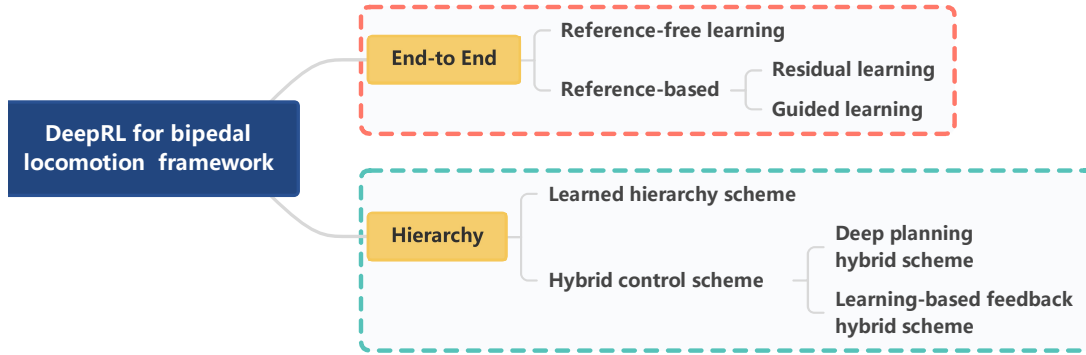 DeepRL for bipedal
locomotion framework
End-to End
Reference-free learning
Reference-based
Residual learning
Guided learning
Hierarchy
Learned hierarchy scheme
Hybrid control scheme
Deep planning
hybrid scheme
Learning-based feedback
hybrid scheme